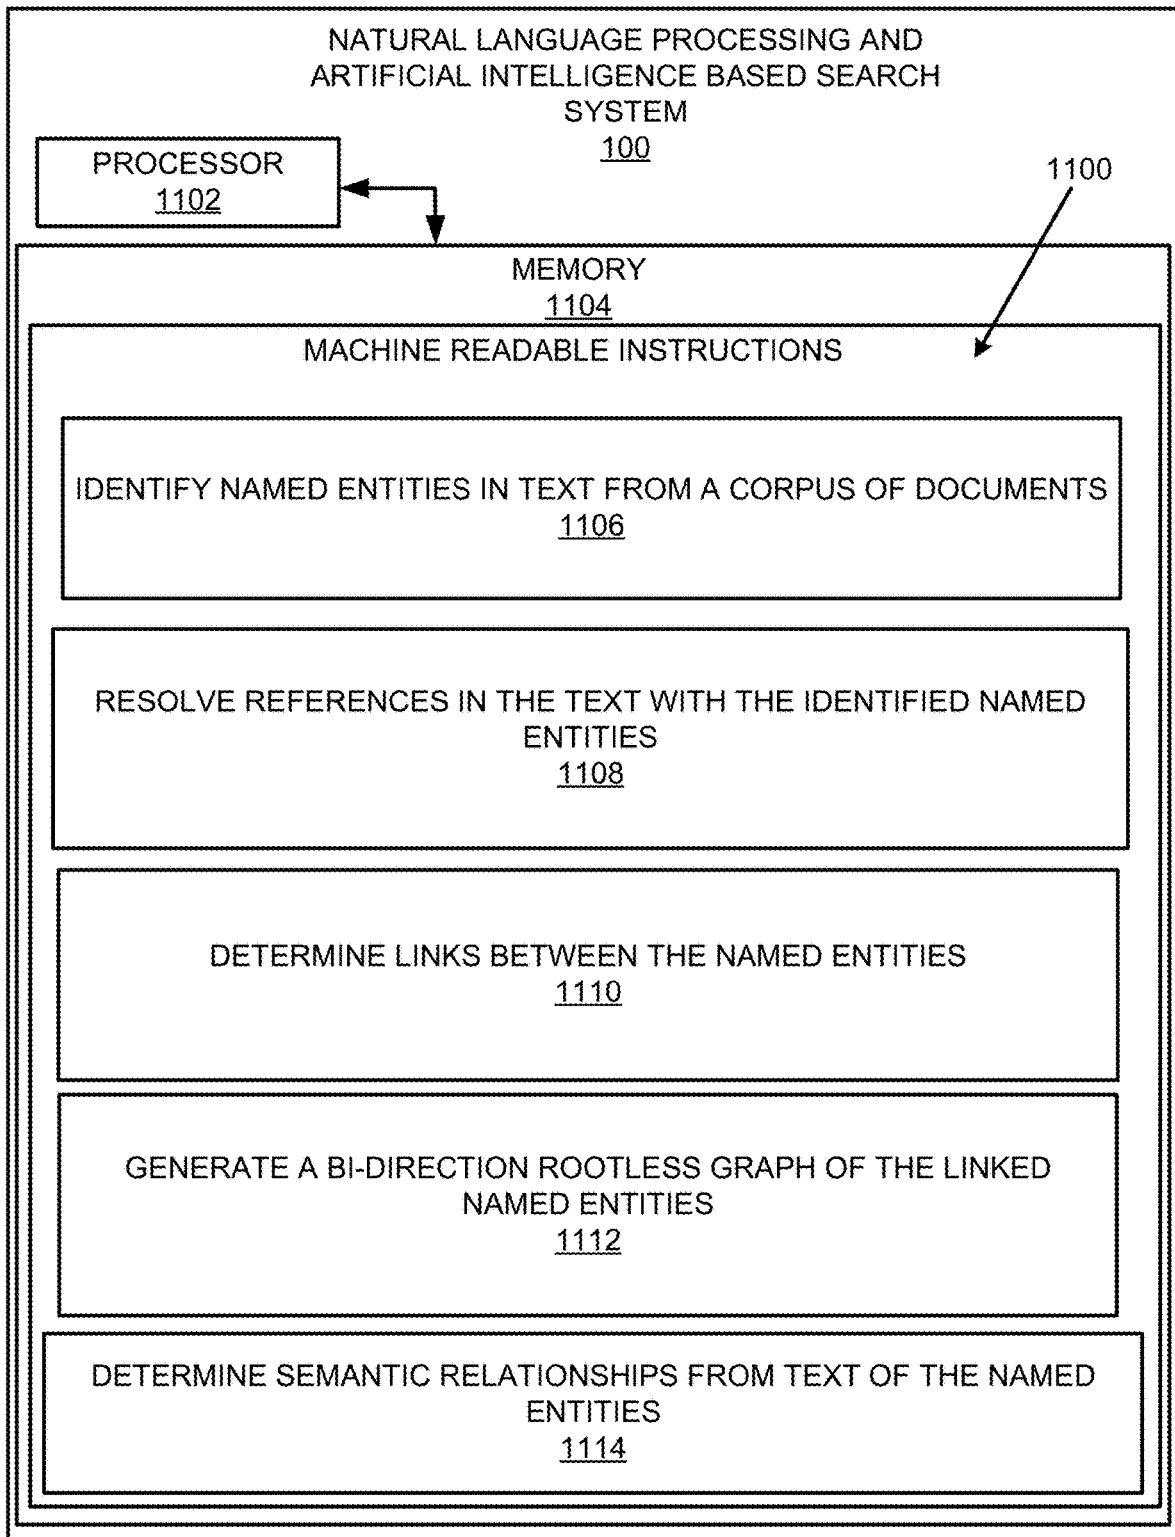 NATURAL LANGUAGE PROCESSING AND
ARTIFICIAL INTELLIGENCE BASED SEARCH
SYSTEM
100
PROCESSOR
1102
1100
MEMORY
1104
MACHINE READABLE INSTRUCTIONS
IDENTIFY NAMED ENTITIES IN TEXT FROM A CORPUS OF DOCUMENTS
1106
RESOLVE REFERENCES IN THE TEXT WITH THE IDENTIFIED NAMED
ENTITIES
1108
DETERMINE LINKS BETWEEN THE NAMED ENTITIES
1110
GENERATE A BI-DIRECTION ROOTLESS GRAPH OF THE LINKED
NAMED ENTITIES
1112
DETERMINE SEMANTIC RELATIONSHIPS FROM TEXT OF THE NAMED
ENTITIES
1114